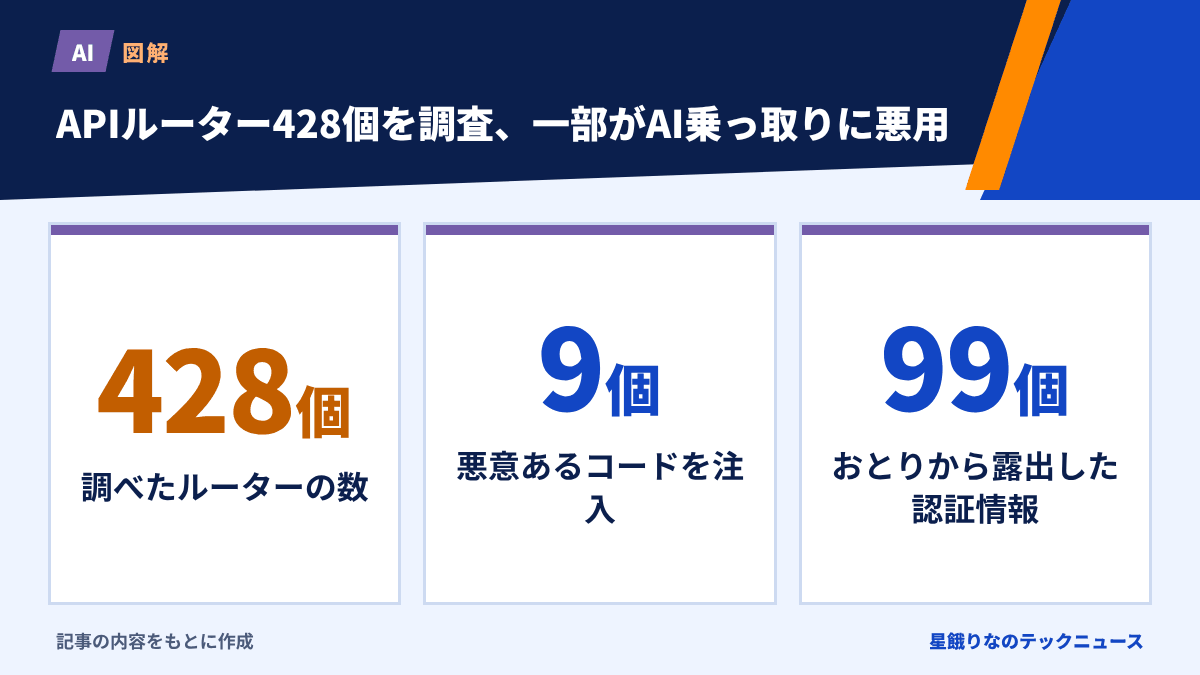 AI 図解
APIルーター428個を調査、一部がAI乗っ取りに悪用
428個
調べたルーターの数
9個
悪意あるコードを注
入
99個
おとりから露出した
認証情報
記事の内容をもとに作成
星餓りなのテックニュース